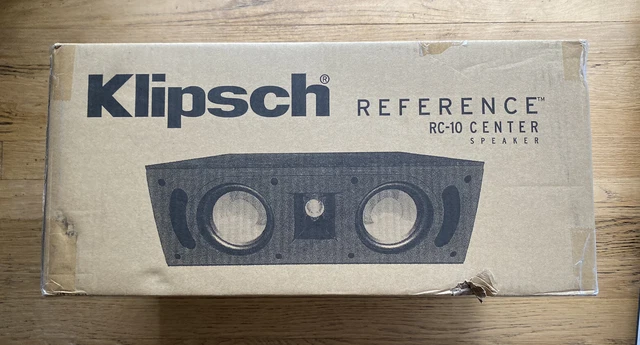 Klipsch®
REFERENCE™
RC-10 CENTER
SPEAKER